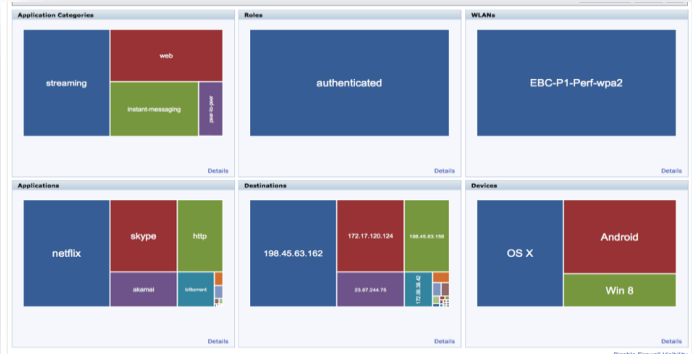 Application Categories
Roles
WLANs
streaming
web
instant-messaging
peer-to-peer
authenticated
EBC-P1-Perf-wpa2
Details
Details
Details
Applications
Destinations
Devices
netflix
skype
http
akamai
bittorrent
198.45.63.162
172.17.120.124
198.45.63.158
23.67.244.75
OS X
Android
Win 8
Details
Details
Details